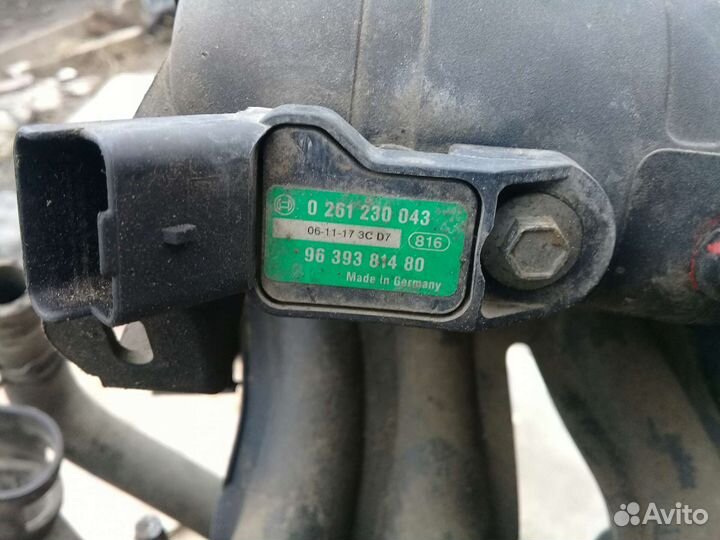 0 261 230 043
06-11-17 3C D7 816
96 393 814 80
Made in Germany
Avito